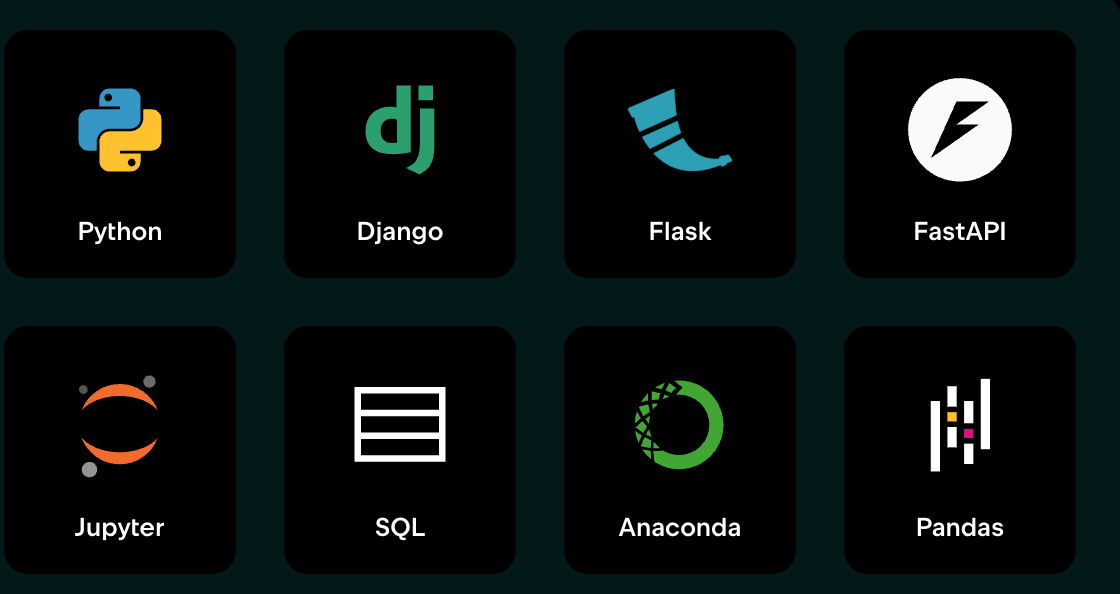 Python
Django
Flask
FastAPI
Jupyter
SQL
Anaconda
Pandas